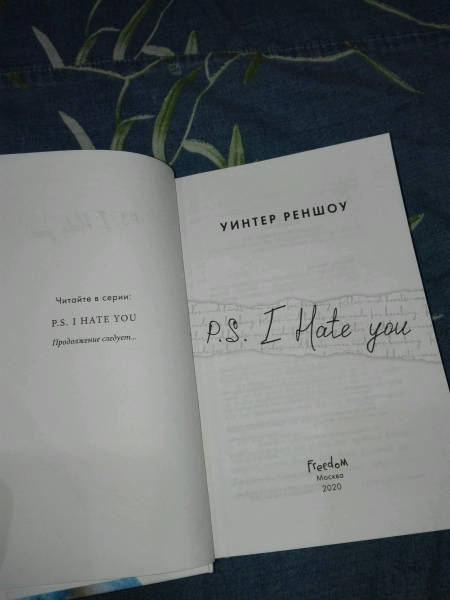 Читайте в серии:
P.S. I HATE YOU
Продолжение следует...
УИНТЕР РЕНШОУ
P.S. I Hate you
Freedom
Москва
2020